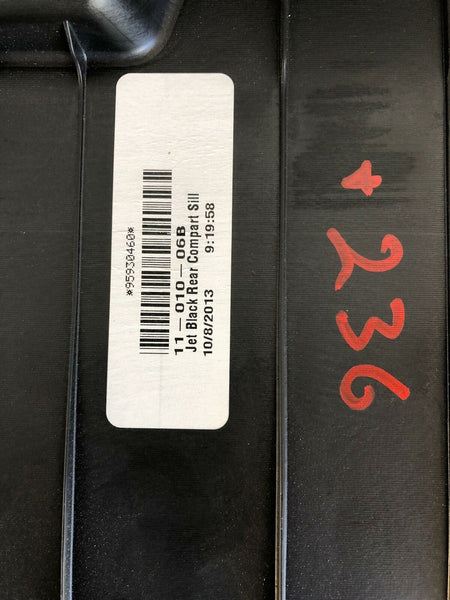 *95930460*
11-010-06B
Jet Black Rear Compart Sill
10/8/2013 9:19:58
236